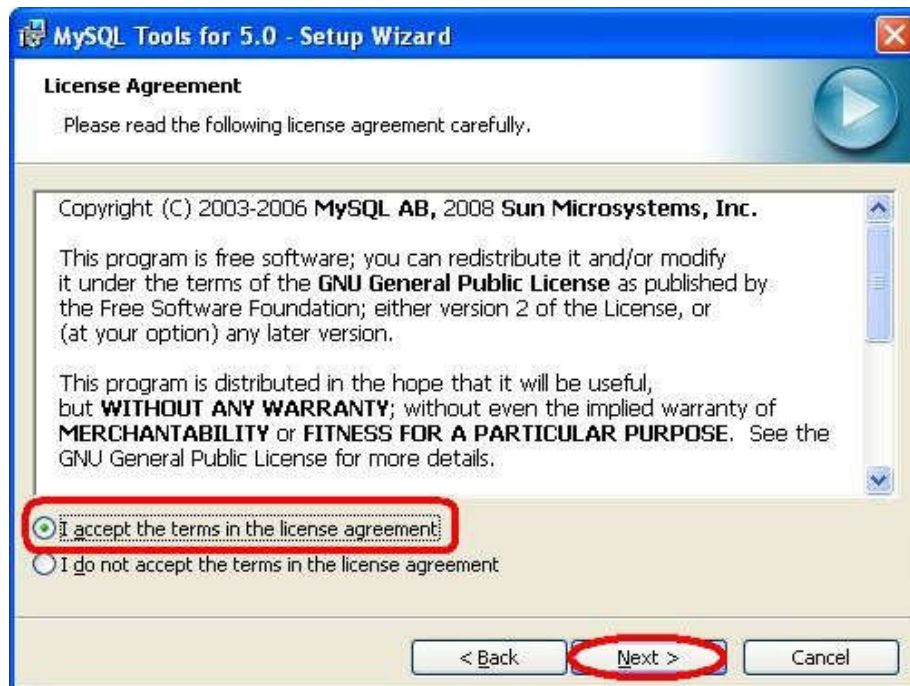 MySQL Tools for 5.0 - Setup Wizard
License Agreement
Please read the following license agreement carefully.
Copyright (C) 2003-2006 MySQL AB, 2008 Sun Microsystems, Inc.
This program is free software; you can redistribute it and/or modify
it under the terms of the GNU General Public License as published by
the Free Software Foundation; either version 2 of the License, or
(at your option) any later version.
This program is distributed in the hope that it will be useful,
but WITHOUT ANY WARRANTY; without even the implied warranty of
MERCHANTABILITY or FITNESS FOR A PARTICULAR PURPOSE.  See the
GNU General Public License for more details.
I accept the terms in the license agreement
I do not accept the terms in the license agreement
< Back Next > Cancel